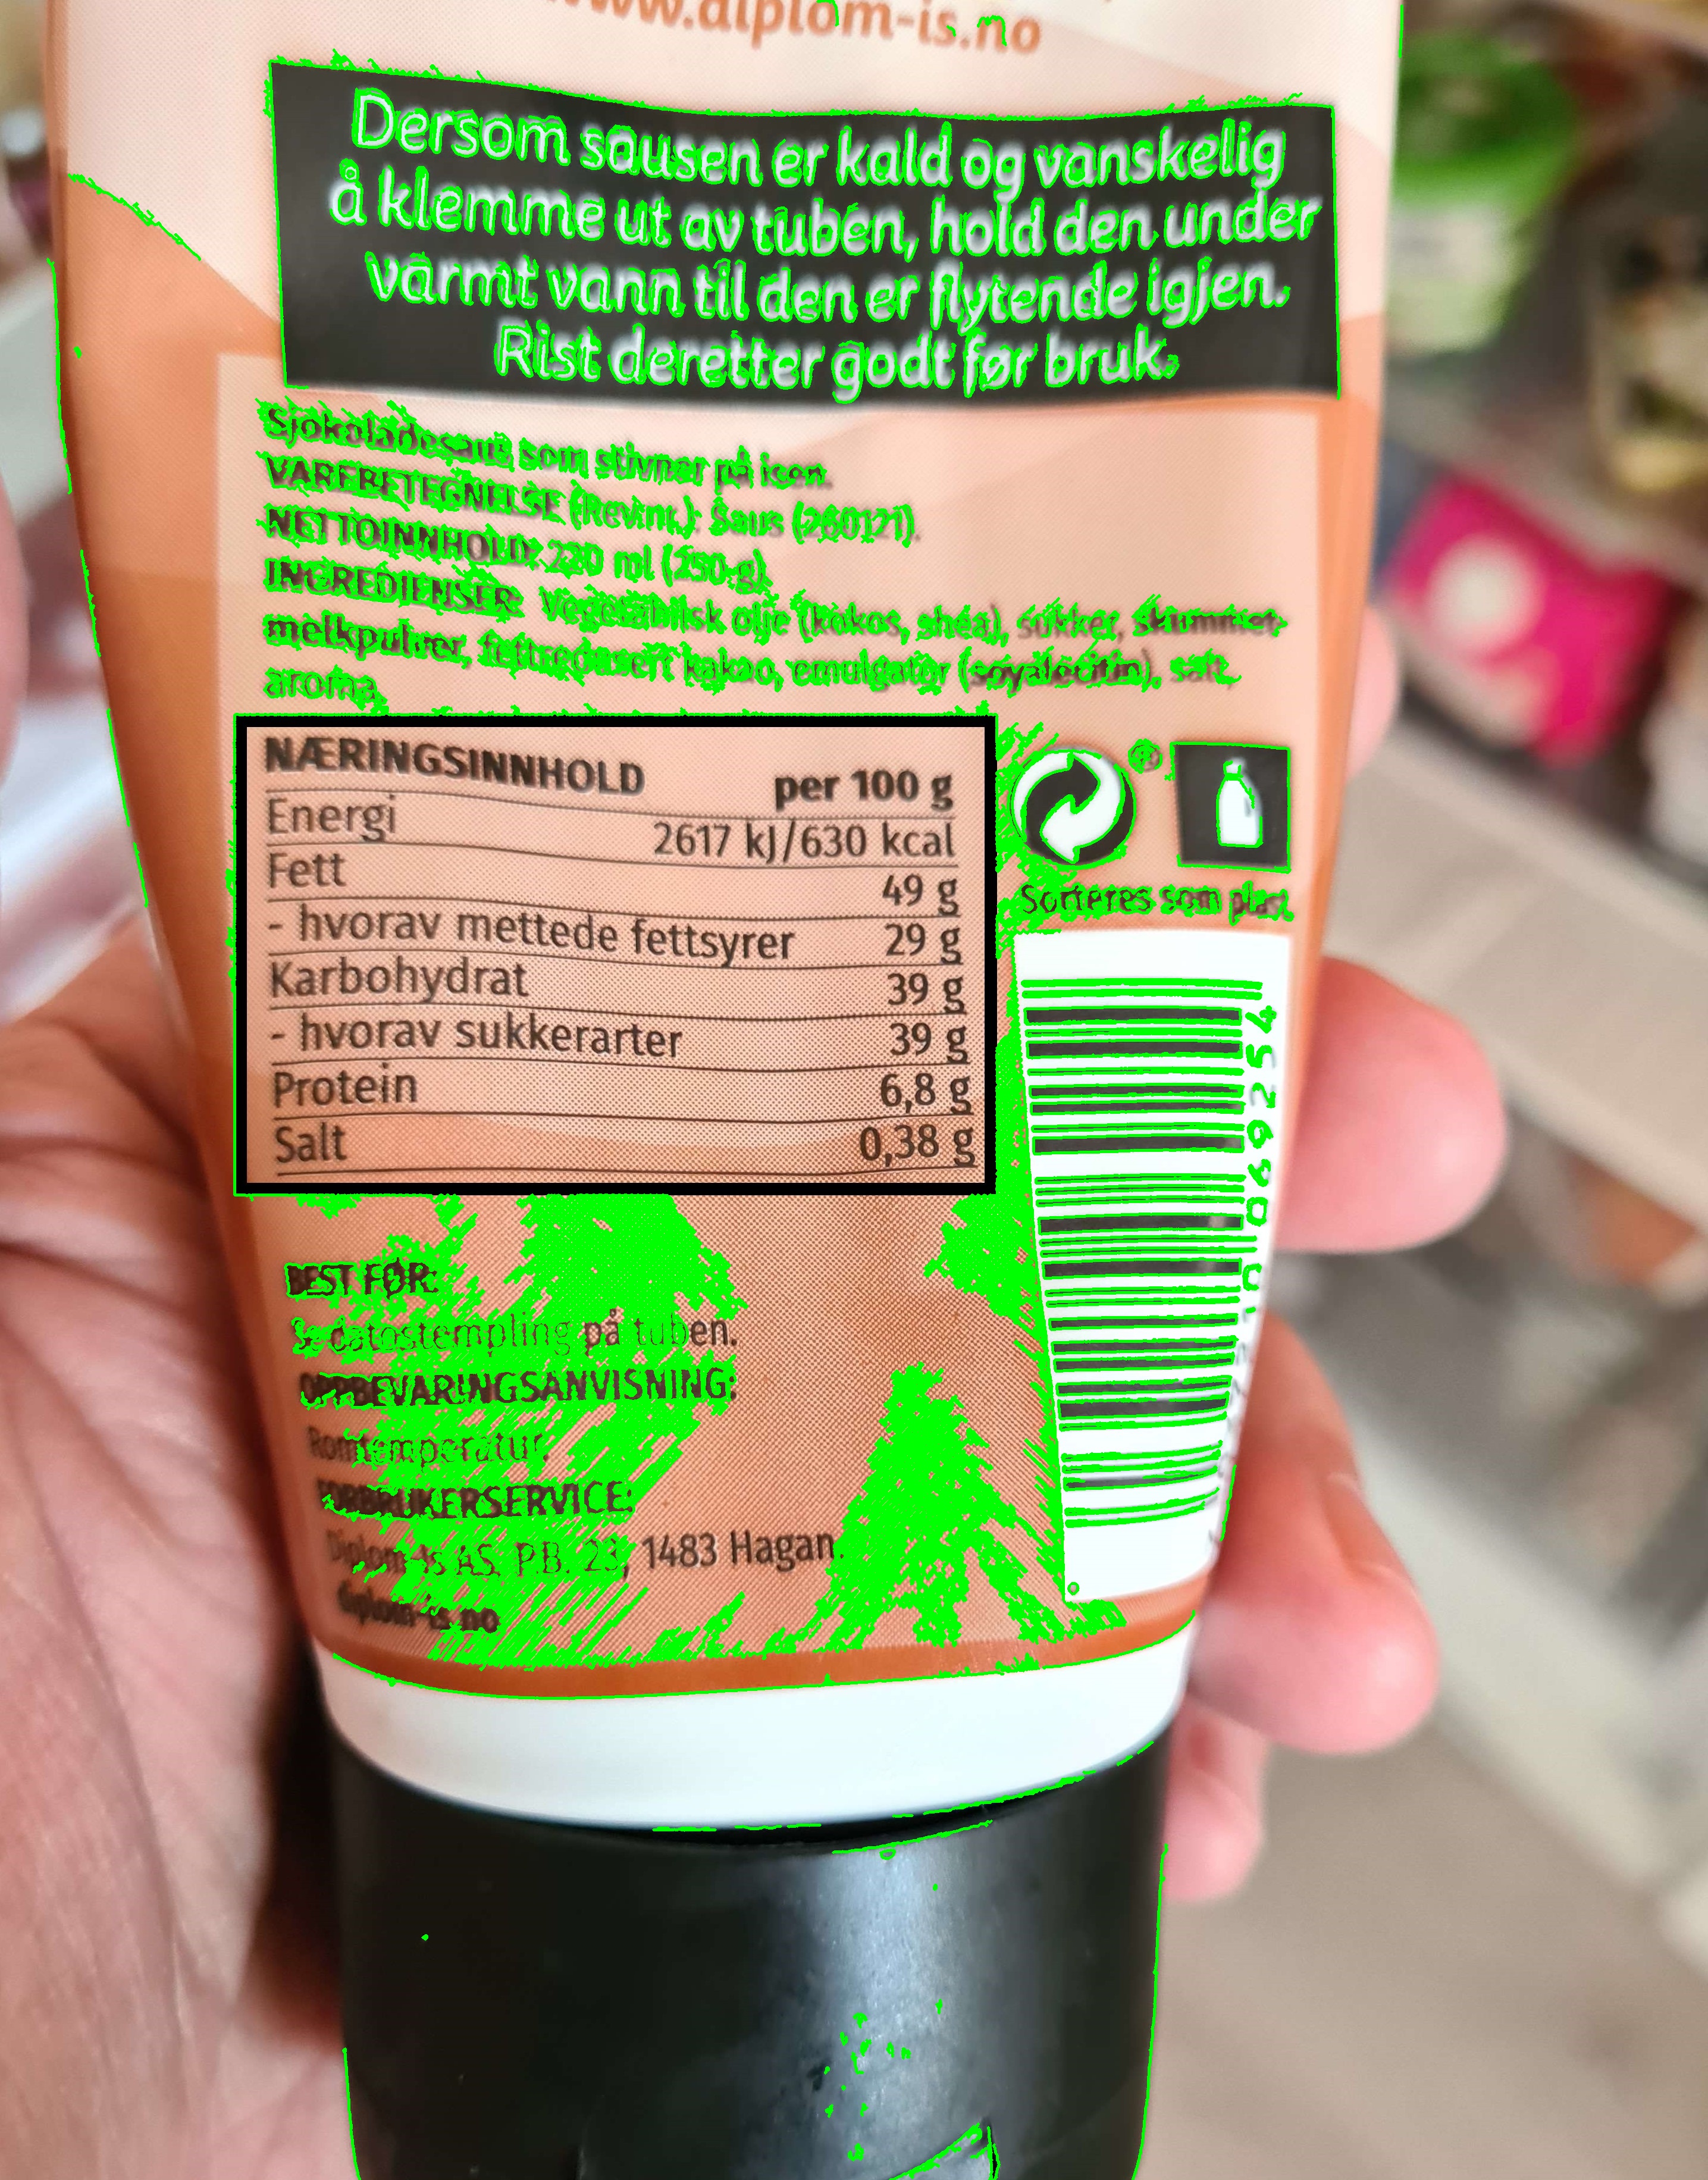 www.diplom-is.no
Dersom sausen er kald og vanskelig
å klemme ut av tuben, hold den under
varmt vann til den er flytende igjen.
Rist deretter godt før bruk.
Sjokoladesaus som stivner på isen.
VAREBETEGNELSE (Revint.): Saus (260121).
NETTOINNHOLD: 220 ml (250 g)
INGREDIENSER: Vegetabilsk olje (kokos, shea), sukker, skummet-
melkpulver, fettredusert kakao, emulgator (soyalecitin), salt,
aroma.
NÆRINGSINNHOLD per 100 g
Energi 2617 kJ/630 kcal
Fett 49 g
- hvorav mettede fettsyrer 29 g
Karbohydrat 39 g
- hvorav sukkerarter 39 g
Protein 6,8 g
Salt 0,38 g
Sorteres som plast
BEST FØR:
Se datostempling på tuben.
OPPBEVARINGSANVISNING:
Romtemperatur.
FORBRUKERSERVICE:
Diplom-Is AS, P.B. 23, 1483 Hagan.
diplom-is.no
0692254